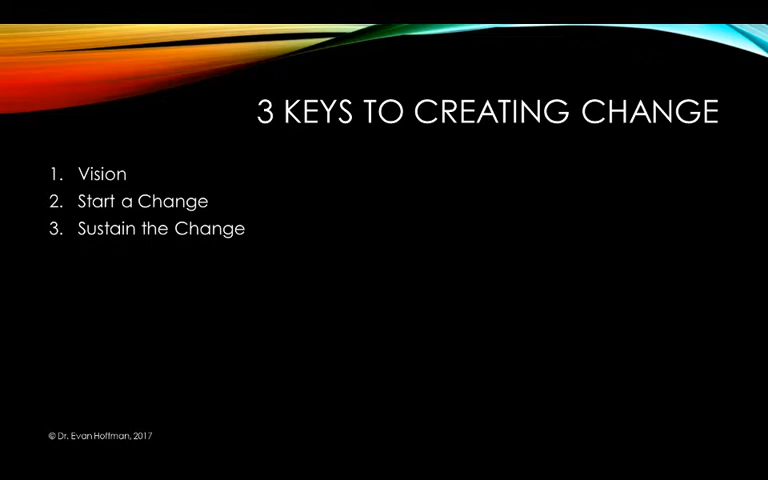 3 KEYS TO CREATING CHANGE
1. Vision
2. Start a Change
3. Sustain the Change
© Dr. Evan Hoffman, 2017